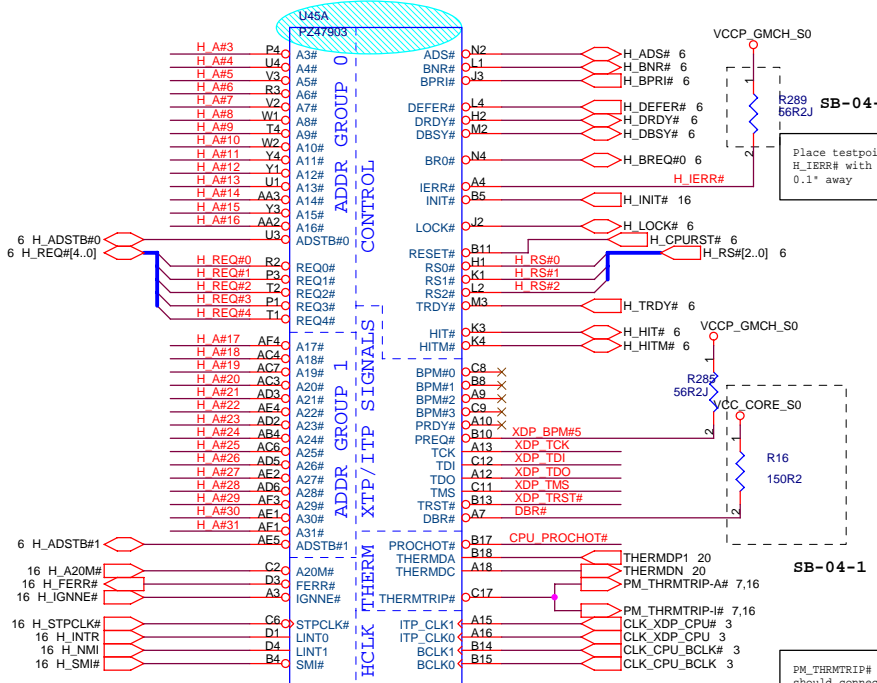 U45A
PZ47903
VCCP_GMCH_S0
H_A#3 P4 A3# ADS# N2 H_ADS# 6
H_A#4 U4 A4# BNR# L1 H_BNR# 6
H_A#5 V3 A5# BPRI# J3 H_BPRI# 6
H_A#6 R3 A6#
H_A#7 V2 A7# DEFER# L4 H_DEFER# 6
H_A#8 W1 A8# DRDY# H2 H_DRDY# 6
H_A#9 T4 A9# DBSY# M2 H_DBSY# 6
H_A#10 W2 A10#
H_A#11 Y4 A11# BR0# N4 H_BREQ#0 6
H_A#12 Y1 A12#
H_A#13 U1 A13# IERR# A4 H_IERR#
H_A#14 AA3 A14# INIT# B5 H_INIT# 16
H_A#15 Y3 A15#
H_A#16 AA2 A16# LOCK# J2 H_LOCK# 6
6 H_ADSTB#0 U3 ADSTB#0
6 H_REQ#[4..0] RESET# B11 H_CPURST# 6
H_REQ#0 R2 REQ0# RS0# H1 H_RS#0 H_RS#[2..0] 6
H_REQ#1 P3 REQ1# RS1# K1 H_RS#1
H_REQ#2 T2 REQ2# RS2# L2 H_RS#2
H_REQ#3 P1 REQ3# TRDY# M3 H_TRDY# 6
H_REQ#4 T1 REQ4#
ADDR GROUP 0
CONTROL
1
R289
56R2J
2
SB-04-
Place testpoi
H_IERR# with
0.1" away
HIT# K3 H_HIT# 6
HITM# K4 H_HITM# 6
VCCP_GMCH_S0
H_A#17 AF4 A17#
H_A#18 AC4 A18#
H_A#19 AC7 A19# BPM#0 C8
H_A#20 AC3 A20# BPM#1 B8
H_A#21 AD3 A21# BPM#2 A9
H_A#22 AE4 A22# BPM#3 C9
H_A#23 AD2 A23# PRDY# A10
H_A#24 AB4 A24# PREQ# B10 XDP_BPM#5
H_A#25 AC6 A25# TCK A13 XDP_TCK
H_A#26 AD5 A26# TDI C12 XDP_TDI
H_A#27 AE2 A27# TDO A12 XDP_TDO
H_A#28 AD6 A28# TMS C11 XDP_TMS
H_A#29 AF3 A29# TRST# B13 XDP_TRST#
H_A#30 AE1 A30# DBR# A7 DBR#
H_A#31 AF1 A31#
6 H_ADSTB#1 AE5 ADSTB#1
ADDR GROUP 1
XTP/ITP SIGNALS
1
R285
56R2J
2
VCC_CORE_S0
1
R16
150R2
2
SB-04-1
PROCHOT# B17 CPU_PROCHOT#
THERMDA B18 THERMDP1 20
16 H_A20M# C2 A20M# THERMDC A18 THERMDN 20
16 H_FERR# D3 FERR# PM_THRMTRIP-A# 7,16
16 H_IGNNE# A3 IGNNE# THERMTRIP# C17
PM_THRMTRIP-I# 7,16
THERM
16 H_STPCLK# C6 STPCLK# ITP_CLK1 A15 CLK_XDP_CPU# 3
16 H_INTR D1 LINT0 ITP_CLK0 A16 CLK_XDP_CPU 3
16 H_NMI D4 LINT1 BCLK1 B14 CLK_CPU_BCLK# 3
16 H_SMI# B4 SMI# BCLK0 B15 CLK_CPU_BCLK 3
HCLK
PM_THRMTRIP#
should connec